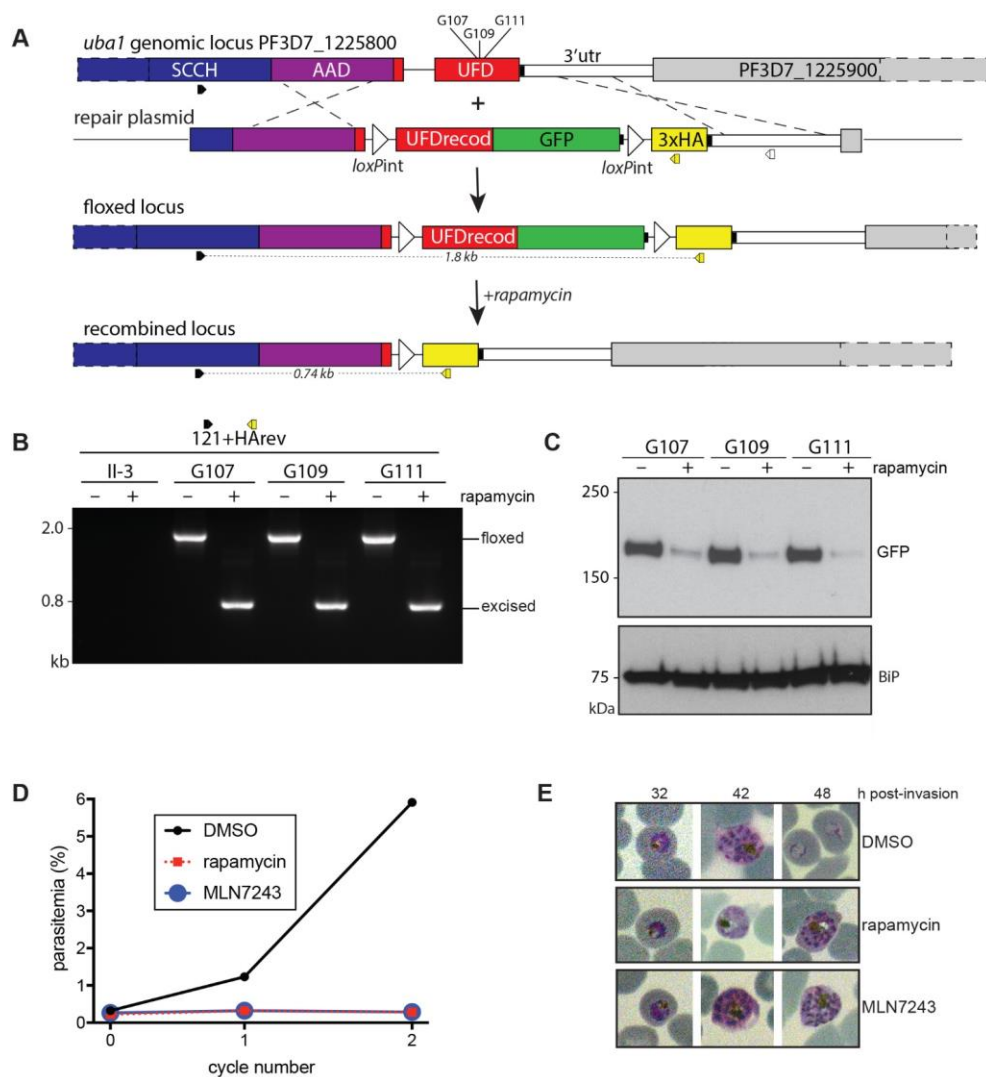 A
G107
G109
G111
uba1 genomic locus PF3D7_1225800
SCCH
AAD
UFD
3'utr
PF3D7_1225900
+
repair plasmid
UFDrecod
GFP
3xHA
loxPint
loxPint
floxed locus
UFDrecod
1.8 kb
+rapamycin
recombined locus
0.74 kb
B
121+HArev
II-3 G107 G109 G111
– + – + – + – + rapamycin
2.0
floxed
0.8
excised
kb
C
G107 G109 G111
– + – + – + rapamycin
250
GFP
150
75
BiP
kDa
D
6
5
4
3
2
1
0
parasitemia (%)
DMSO
rapamycin
MLN7243
0 1 2
cycle number
E
32 42 48 h post-invasion
DMSO
rapamycin
MLN7243